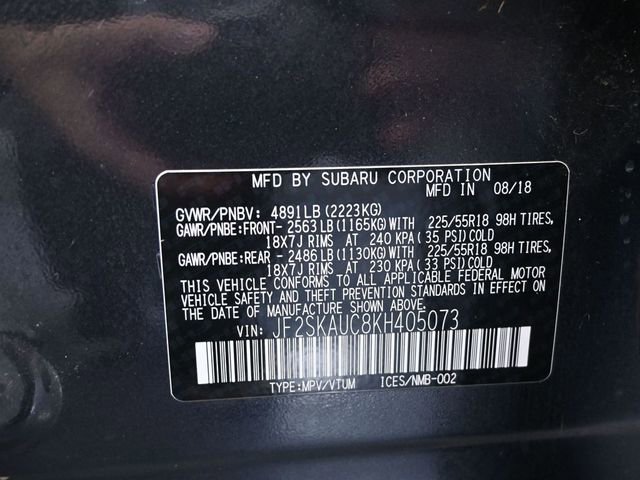 MFD BY SUBARU CORPORATION
MFD IN 08/18
GVWR/PNBV: 4891LB(2223KG)
GAWR/PNBE:FRONT- 2563LB(1165KG)WITH 225/55R18 98H TIRES,
18X7J RIMS AT 240 KPA(35 PSI)COLD
GAWR/PNBE:REAR - 2486LB(1130KG)WITH 225/55R18 98H TIRES,
18X7J RIMS AT 230 KPA(33 PSI)COLD
THIS VEHICLE CONFORMS TO ALL APPLICABLE FEDERAL MOTOR
VEHICLE SAFETY AND THEFT PREVENTION STANDARDS IN EFFECT ON
THE DATE OF MANUFACTURE SHOWN ABOVE.
VIN: JF2SKAUC8KH405073
TYPE:MPV/VTUM ICES/NMB-002